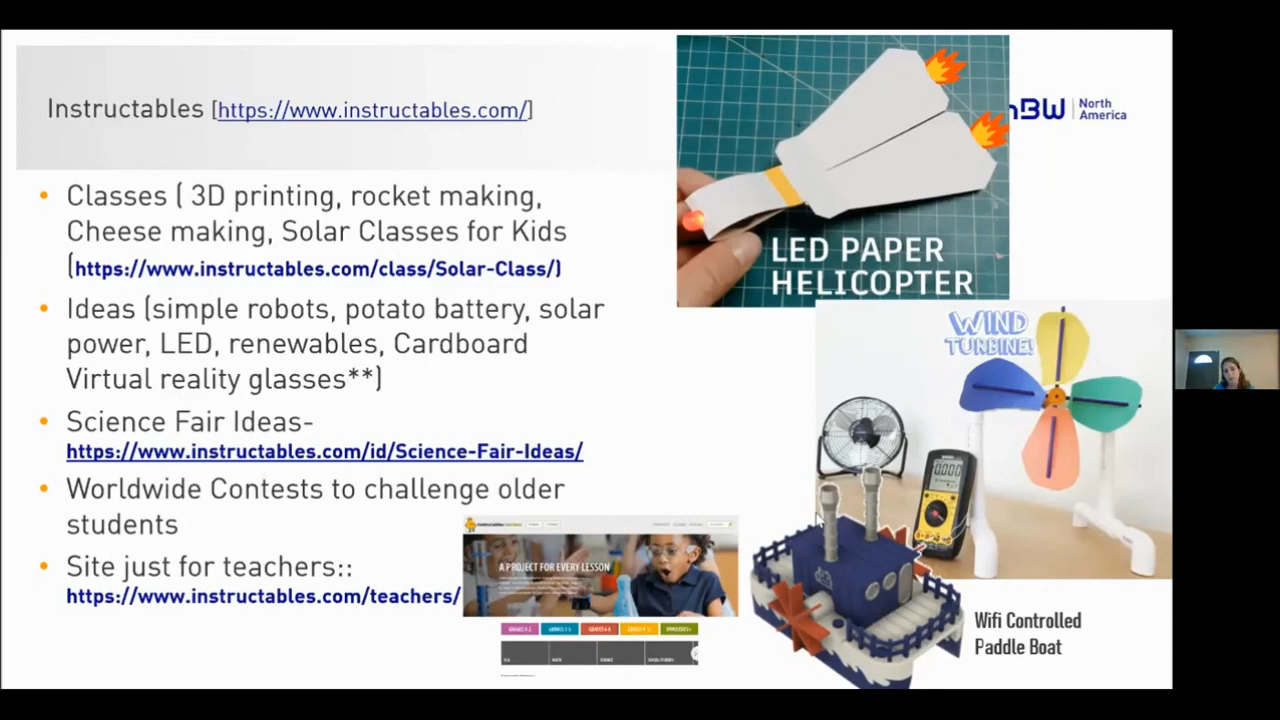 Instructables [https://www.instructables.com/]
North
America
BW
• Classes ( 3D printing, rocket making,
Cheese making, Solar Classes for Kids
(https://www.instructables.com/class/Solar-Class/)
• Ideas (simple robots, potato battery, solar
power, LED, renewables, Cardboard
Virtual reality glasses**)
• Science Fair Ideas-
https://www.instructables.com/id/Science-Fair-Ideas/
• Worldwide Contests to challenge older
students
• Site just for teachers::
https://www.instructables.com/teachers/
LED PAPER
HELICOPTER
WIND
TURBINE!
0.000
A PROJECT FOR EVERY LESSON
Wifi Controlled
Paddle Boat